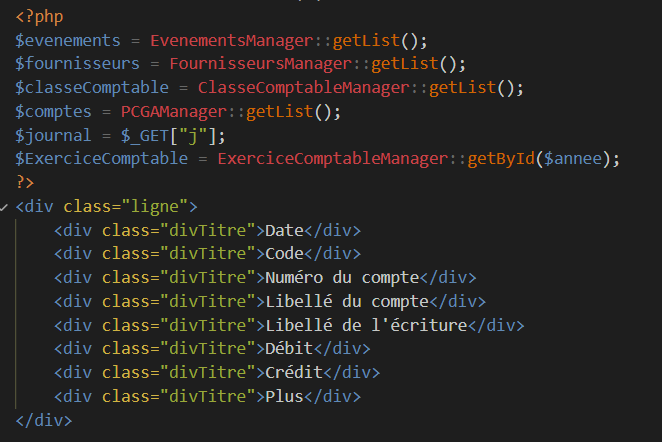 <?php
$evenements = EvenementsManager::getList();
$fournisseurs = FournisseursManager::getList();
$classeComptable = ClasseComptableManager::getList();
$comptes = PCGAManager::getList();
$journal = $_GET["j"];
$ExerciceComptable = ExerciceComptableManager::getById($annee);
?>
<div class="ligne">
    <div class="divTitre">Date</div>
    <div class="divTitre">Code</div>
    <div class="divTitre">Numéro du compte</div>
    <div class="divTitre">Libellé du compte</div>
    <div class="divTitre">Libellé de l'écriture</div>
    <div class="divTitre">Débit</div>
    <div class="divTitre">Crédit</div>
    <div class="divTitre">Plus</div>
</div>